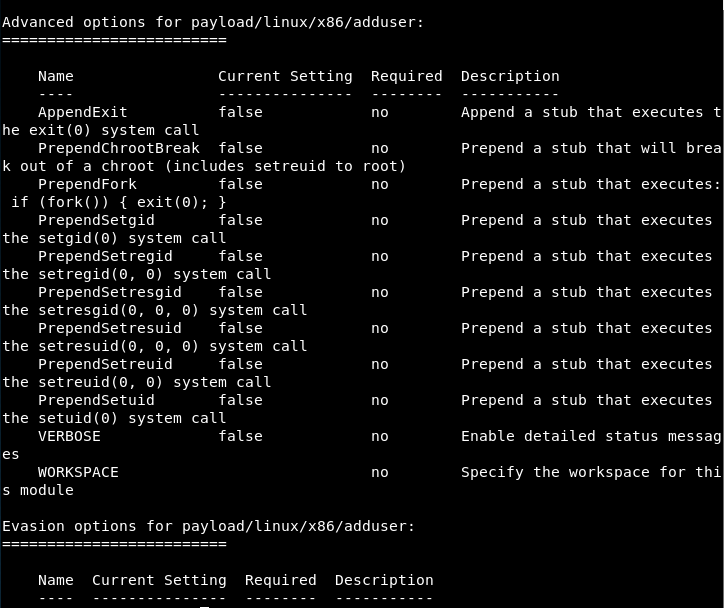 Advanced options for payload/linux/x86/adduser:
=========================
    Name                Current Setting  Required  Description
    ----                ---------------  --------  -----------
    AppendExit          false            no        Append a stub that executes t
he exit(0) system call
    PrependChrootBreak  false            no        Prepend a stub that will brea
k out of a chroot (includes setreuid to root)
    PrependFork         false            no        Prepend a stub that executes:
 if (fork()) { exit(0); }
    PrependSetgid       false            no        Prepend a stub that executes
the setgid(0) system call
    PrependSetregid     false            no        Prepend a stub that executes
the setregid(0, 0) system call
    PrependSetresgid    false            no        Prepend a stub that executes
the setresgid(0, 0, 0) system call
    PrependSetresuid    false            no        Prepend a stub that executes
the setresuid(0, 0, 0) system call
    PrependSetreuid     false            no        Prepend a stub that executes
the setreuid(0, 0) system call
    PrependSetuid       false            no        Prepend a stub that executes
the setuid(0) system call
    VERBOSE             false            no        Enable detailed status messag
es
    WORKSPACE                            no        Specify the workspace for thi
s module
Evasion options for payload/linux/x86/adduser:
=========================
    Name  Current Setting  Required  Description
    ----  ---------------  --------  -----------